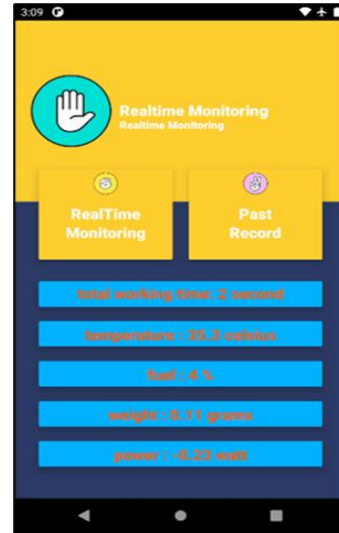 3:09
Realtime Monitoring
Realtime Monitoring
RealTime
Monitoring
Past
Record
total working time: 2 second
temperature : 35.3 celsius
fuel : 4 %
weight : 0.11 grams
power : -0.23 watt